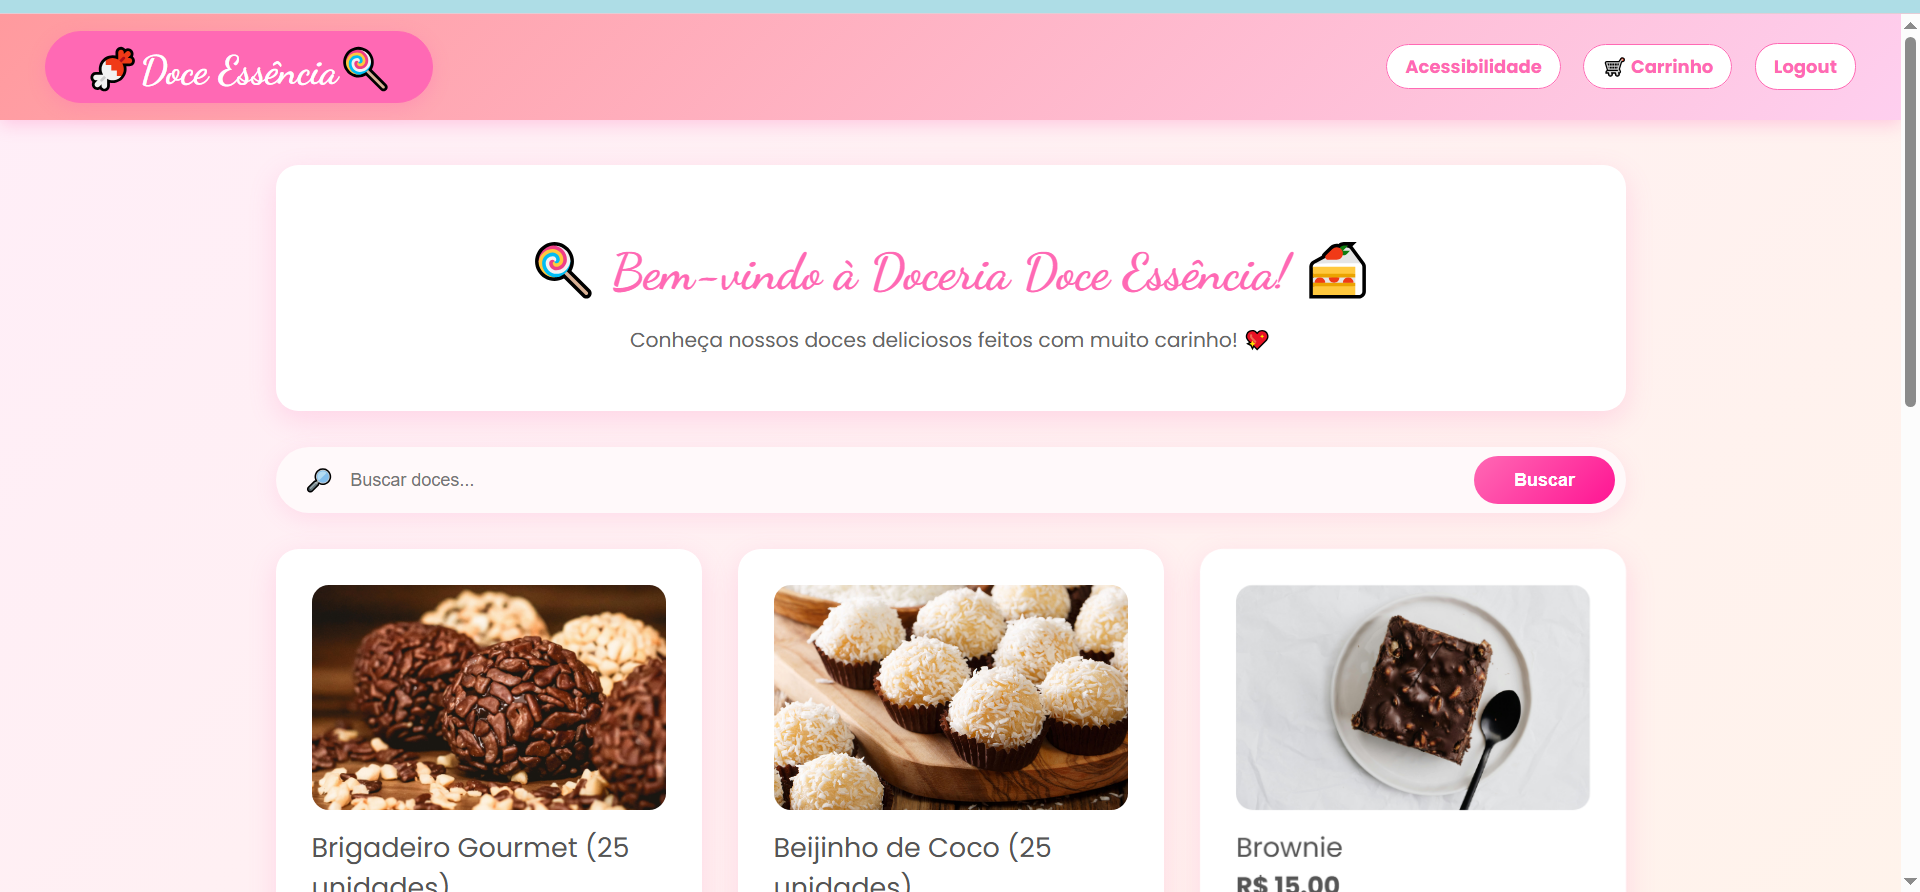 Doce Essência
Acessibilidade
Carrinho
Logout
Bem-vindo à Doceria Doce Essência!
Conheça nossos doces deliciosos feitos com muito carinho!
Buscar doces...
Buscar
Brigadeiro Gourmet (25
unidades)
Beijinho de Coco (25
unidades)
Brownie
R$ 15,00